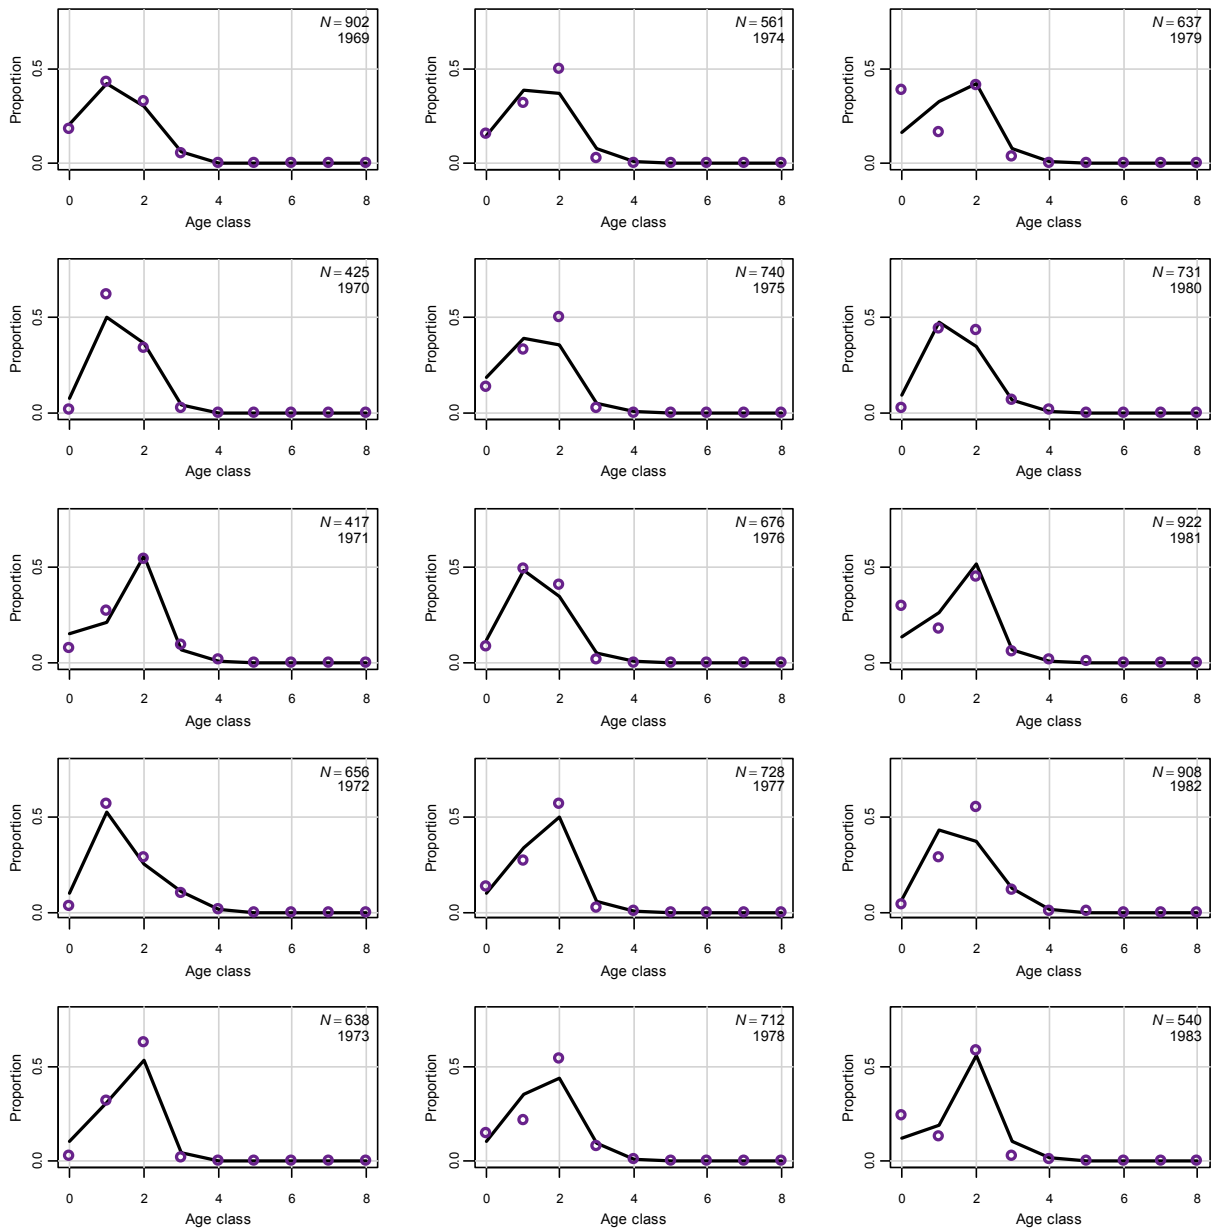 N = 902
1969
0.5
0.0
Proportion
0 2 4 6 8
Age class
N = 561
1974
0.5
0.0
Proportion
0 2 4 6 8
Age class
N = 637
1979
0.5
0.0
Proportion
0 2 4 6 8
Age class
N = 425
1970
0.5
0.0
Proportion
0 2 4 6 8
Age class
N = 740
1975
0.5
0.0
Proportion
0 2 4 6 8
Age class
N = 731
1980
0.5
0.0
Proportion
0 2 4 6 8
Age class
N = 417
1971
0.5
0.0
Proportion
0 2 4 6 8
Age class
N = 676
1976
0.5
0.0
Proportion
0 2 4 6 8
Age class
N = 922
1981
0.5
0.0
Proportion
0 2 4 6 8
Age class
N = 656
1972
0.5
0.0
Proportion
0 2 4 6 8
Age class
N = 728
1977
0.5
0.0
Proportion
0 2 4 6 8
Age class
N = 908
1982
0.5
0.0
Proportion
0 2 4 6 8
Age class
N = 638
1973
0.5
0.0
Proportion
0 2 4 6 8
Age class
N = 712
1978
0.5
0.0
Proportion
0 2 4 6 8
Age class
N = 540
1983
0.5
0.0
Proportion
0 2 4 6 8
Age class